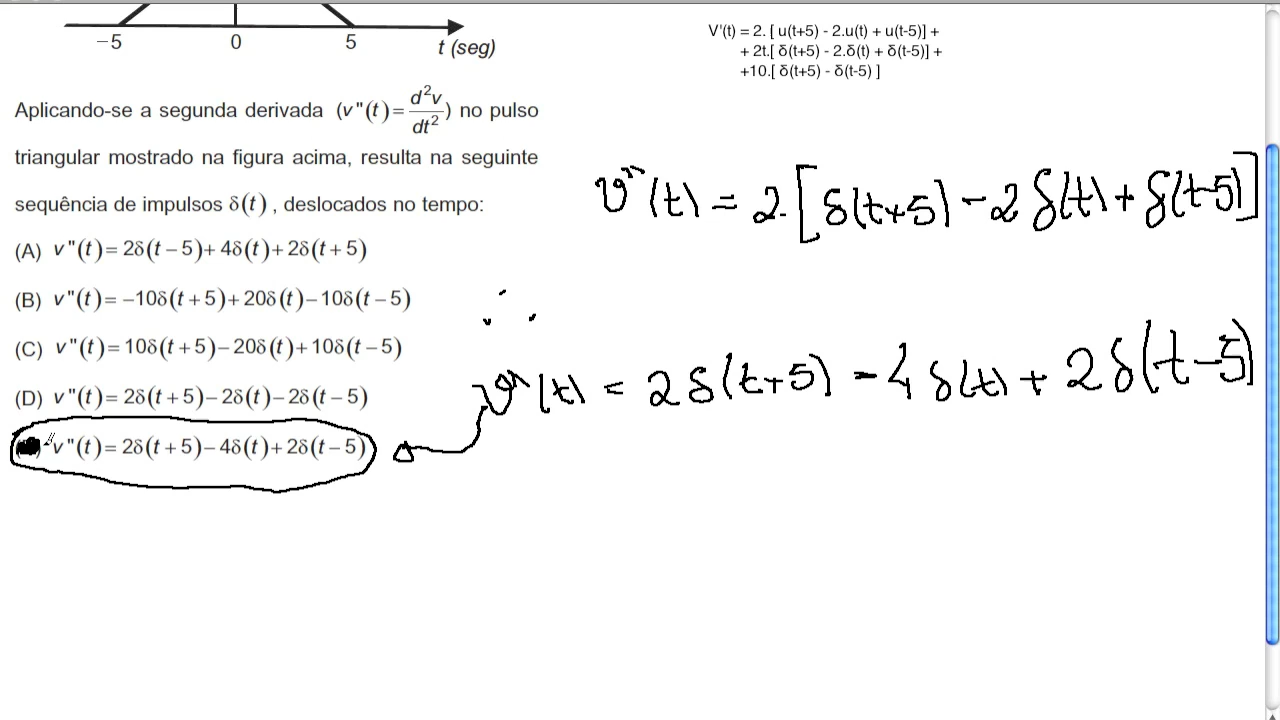 −5 0 5 t (seg)
Aplicando-se a segunda derivada (v"(t)=d²v/dt²) no pulso
triangular mostrado na figura acima, resulta na seguinte
sequência de impulsos δ(t), deslocados no tempo:
(A) v"(t)=2δ(t−5)+4δ(t)+2δ(t+5)
(B) v"(t)=−10δ(t+5)+20δ(t)−10δ(t−5)
(C) v"(t)=10δ(t+5)−20δ(t)+10δ(t−5)
(D) v"(t)=2δ(t+5)−2δ(t)−2δ(t−5)
v"(t)=2δ(t+5)−4δ(t)+2δ(t−5)
V'(t) = 2. [ u(t+5) - 2.u(t) + u(t-5)] +
+ 2t.[ δ(t+5) - 2.δ(t) + δ(t-5)] +
+10.[ δ(t+5) - δ(t-5) ]
v"(t) = 2.[δ(t+5) - 2δ(t) + δ(t-5)]
∴
v"(t) = 2δ(t+5) - 4δ(t) + 2δ(t-5)